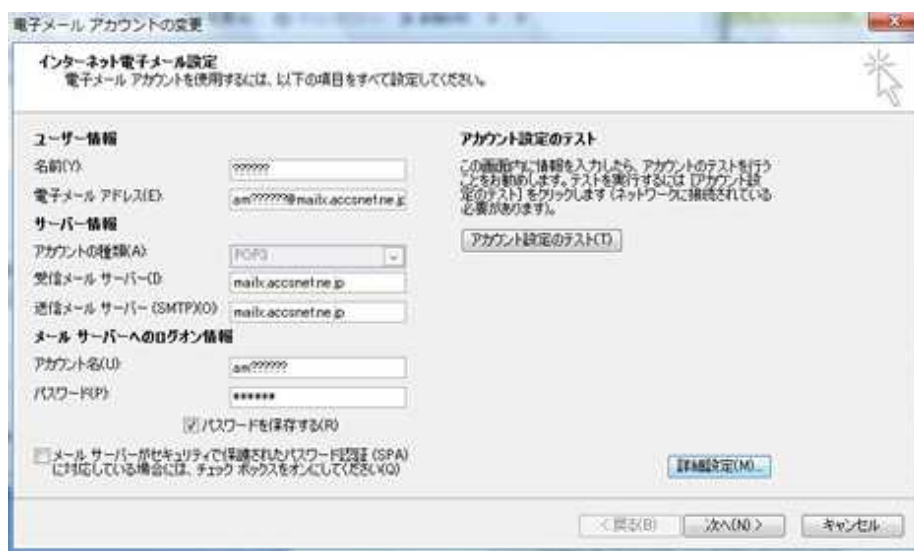 電子メール アカウントの変更
インターネット電子メール設定
電子メール アカウントを使用するには、以下の項目をすべて設定してください。
ユーザー情報
名前(Y)
??????
電子メール アドレス(E)
am??????@mailx.accsnet.ne.j
サーバー情報
アカウントの種類(A)
POP3
受信メール サーバー(I)
mailx.accsnet.ne.jp
送信メール サーバー (SMTP)(O)
mailx.accsnet.ne.jp
メール サーバーへのログオン情報
アカウント名(U)
am??????
パスワード(P)
******
パスワードを保存する(R)
メール サーバーがセキュリティで保護されたパスワード認証 (SPA)
に対応している場合には、チェック ボックスをオンにしてください(Q)
アカウント設定のテスト
この画面内に情報を入力したら、アカウントのテストを行う
ことをお勧めします。テストを実行するには [アカウント設
定のテスト] をクリックします (ネットワークに接続されている
必要があります)。
アカウント設定のテスト(T)
詳細設定(M)...
< 戻る(B)
次へ(N) >
キャンセル